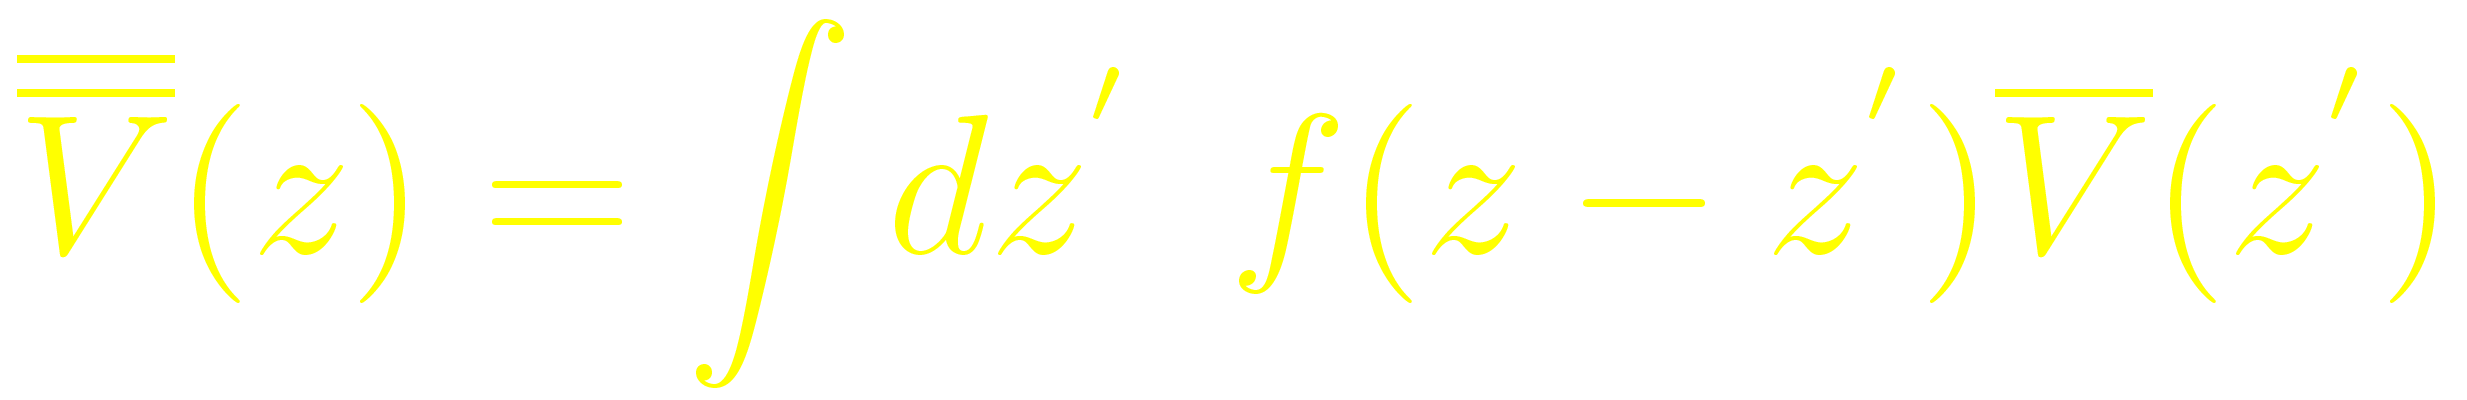 $\overline{\overline{V}}(z) = \int dz' \ f(z - z')\overline{V}(z')$